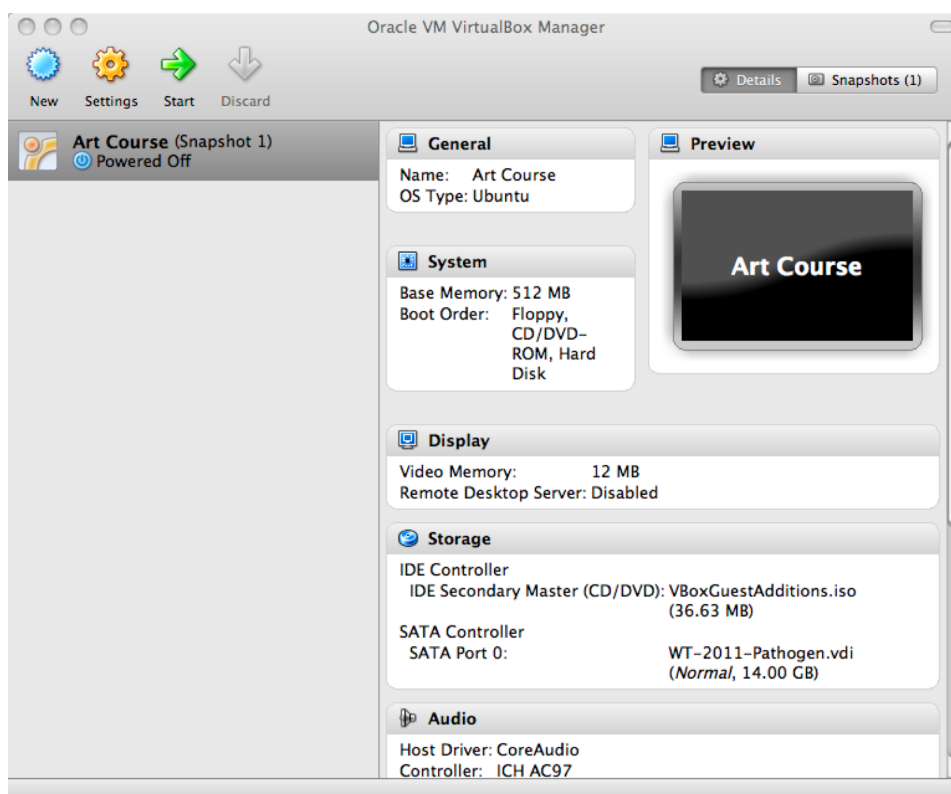 Oracle VM VirtualBox Manager
New Settings Start Discard
Details Snapshots (1)
Art Course (Snapshot 1)
Powered Off
General
Name: Art Course
OS Type: Ubuntu
Preview
Art Course
System
Base Memory: 512 MB
Boot Order: Floppy,
CD/DVD-
ROM, Hard
Disk
Display
Video Memory: 12 MB
Remote Desktop Server: Disabled
Storage
IDE Controller
IDE Secondary Master (CD/DVD): VBoxGuestAdditions.iso
(36.63 MB)
SATA Controller
SATA Port 0: WT-2011-Pathogen.vdi
(Normal, 14.00 GB)
Audio
Host Driver: CoreAudio
Controller: ICH AC97